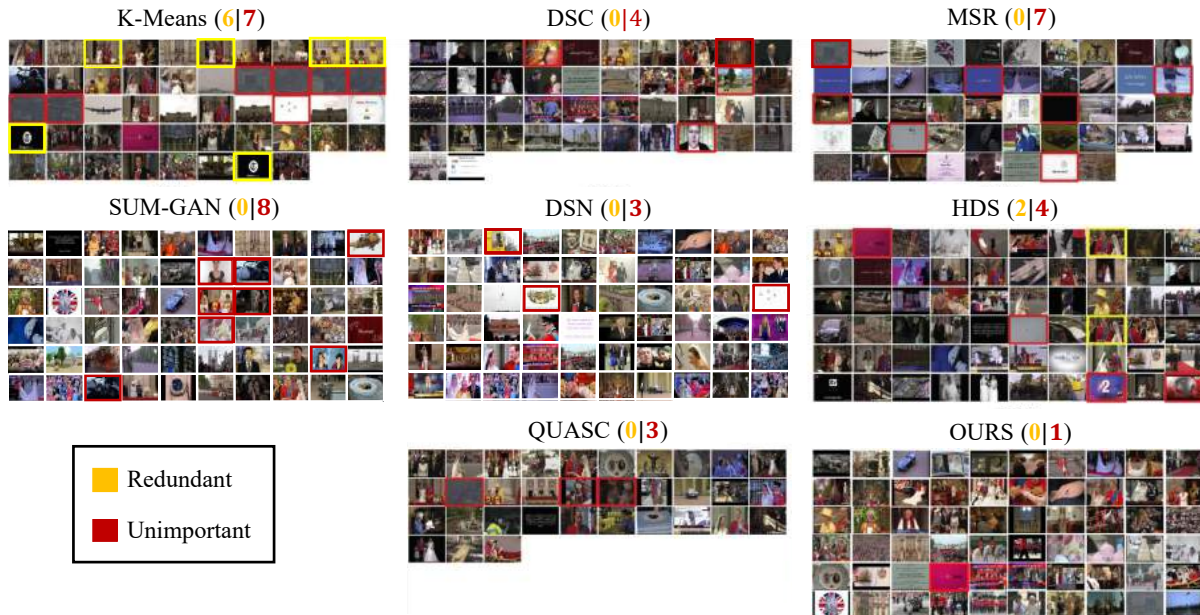 K-Means (6|7)
DSC (0|4)
MSR (0|7)
SUM-GAN (0|8)
DSN (0|3)
HDS (2|4)
2
QUASC (0|3)
OURS (0|1)
Redundant
Unimportant